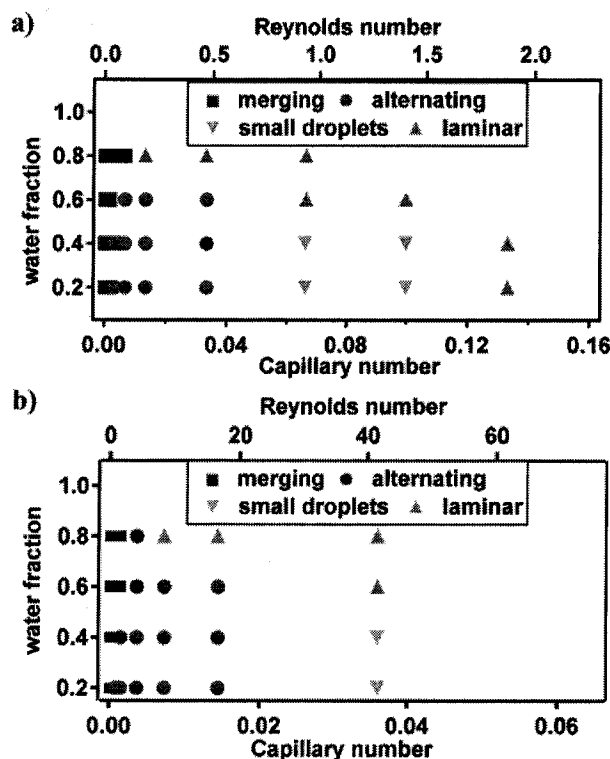 a)
Reynolds number
0.0 0.5 1.0 1.5 2.0
merging alternating
small droplets laminar
water fraction
1.0
0.8
0.6
0.4
0.2
0.00 0.04 0.08 0.12 0.16
Capillary number
b)
Reynolds number
0 20 40 60
merging alternating
small droplets laminar
water fraction
1.0
0.8
0.6
0.4
0.2
0.00 0.02 0.04 0.06
Capillary number